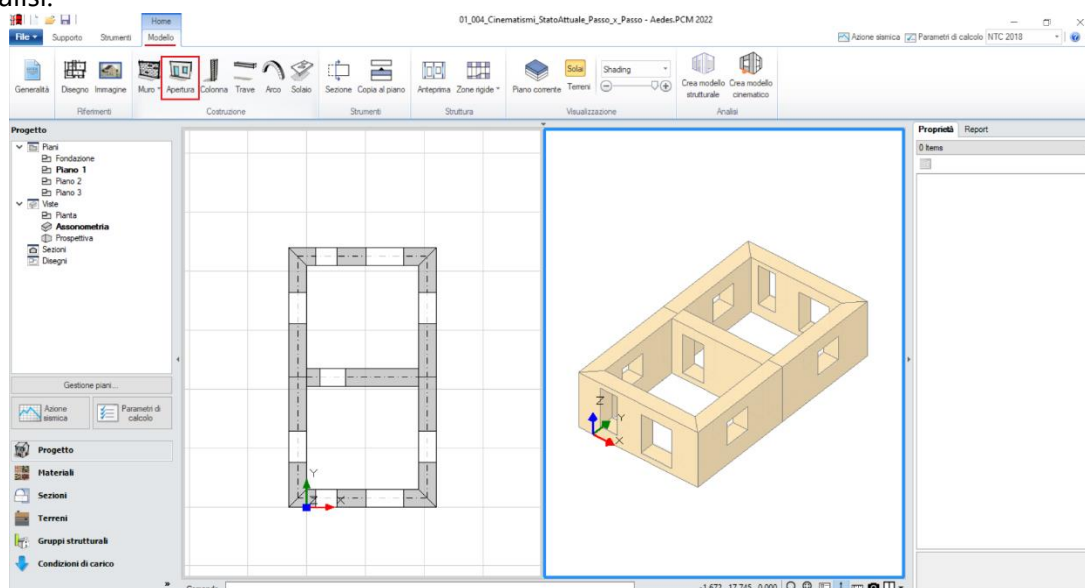 alisi.
Home
01_004_Cinematismi_StatoAttuale_Passo_x_Passo - Aedes.PCM 2022
File Supporto Strumenti Modello
Azione sismica Parametri di calcolo NTC 2018
Generalità Disegno Immagine Muro Apertura Colonna Trave Arco Solaio Sezione Copia al piano Anteprima Zone rigide Piano corrente Solai Terreni Shading Crea modello strutturale Crea modello cinematico
Riferimenti Costruzione Strumenti Struttura Visualizzazione Analisi
Progetto
Proprietà Report
0 Items
Piani
Fondazione
Piano 1
Piano 2
Piano 3
Viste
Pianta
Assonometria
Prospettiva
Sezioni
Disegni
Z
Y
X
Gestione piani...
Azione sismica
Parametri di calcolo
Progetto
Materiali
Sezioni
Terreni
Gruppi strutturali
Condizioni di carico
Y
Z X
»